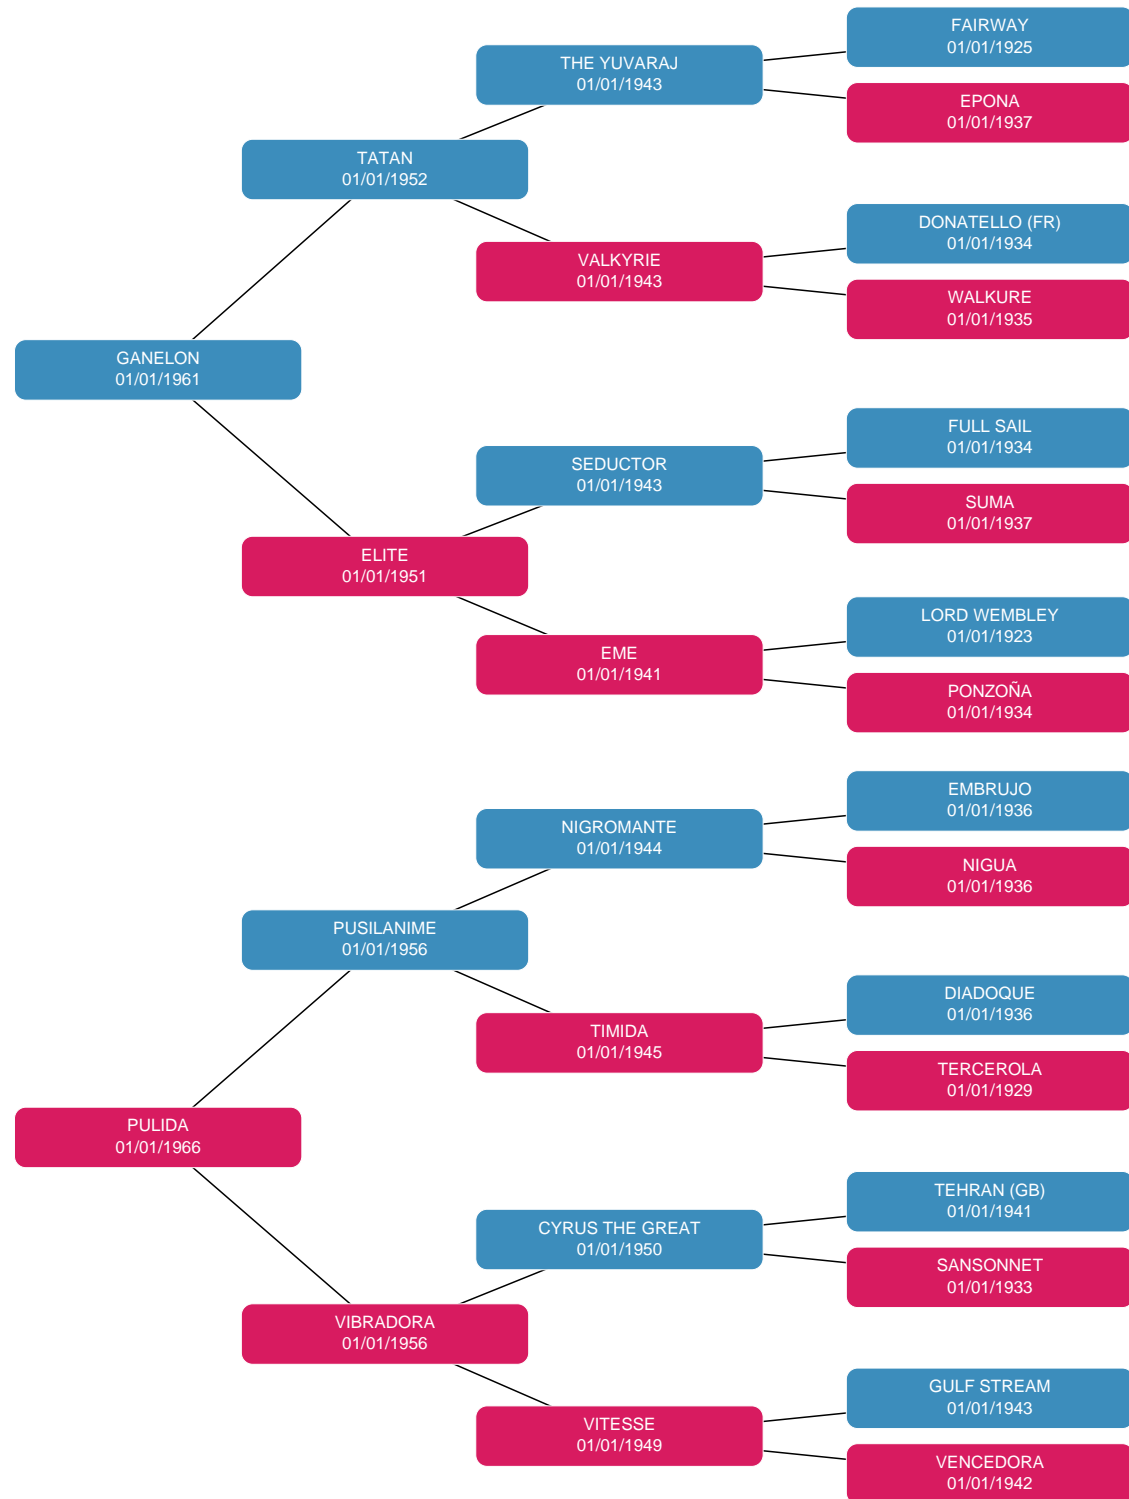 FAIRWAY
01/01/1925
THE YUVARAJ
01/01/1943
EPONA
01/01/1937
TATAN
01/01/1952
DONATELLO (FR)
01/01/1934
VALKYRIE
01/01/1943
WALKURE
01/01/1935
GANELON
01/01/1961
FULL SAIL
01/01/1934
SEDUCTOR
01/01/1943
SUMA
01/01/1937
ELITE
01/01/1951
LORD WEMBLEY
01/01/1923
EME
01/01/1941
PONZOÑA
01/01/1934
EMBRUJO
01/01/1936
NIGROMANTE
01/01/1944
NIGUA
01/01/1936
PUSILANIME
01/01/1956
DIADOQUE
01/01/1936
TIMIDA
01/01/1945
TERCEROLA
01/01/1929
PULIDA
01/01/1966
TEHRAN (GB)
01/01/1941
CYRUS THE GREAT
01/01/1950
SANSONNET
01/01/1933
VIBRADORA
01/01/1956
GULF STREAM
01/01/1943
VITESSE
01/01/1949
VENCEDORA
01/01/1942